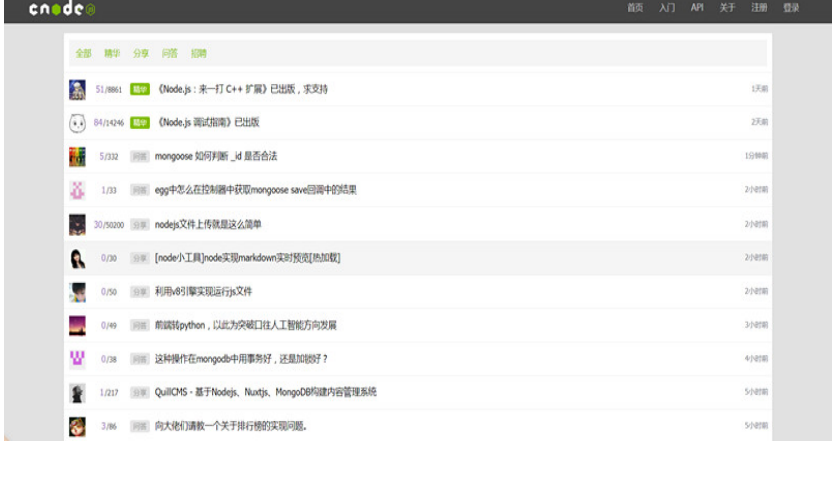 cnode
首页 入门 API 关于 注册 登录
全部 精华 分享 问答 招聘
51/8861 精华 《Node.js：来一打 C++ 扩展》已出版，求支持 1天前
84/14246 精华 《Node.js 调试指南》已出版 2天前
5/332 问答 mongoose 如何判断 _id 是否合法 1分钟前
1/33 问答 egg中怎么在控制器中获取mongoose save回调中的结果 2小时前
30/50200 分享 nodejs文件上传就是这么简单 2小时前
0/30 分享 [node小工具]node实现markdown实时预览[热加载] 2小时前
0/50 分享 利用v8引擎实现运行js文件 2小时前
0/49 问答 前端转python，以此为突破口往人工智能方向发展 3小时前
0/38 问答 这种操作在mongodb中用事务好，还是加锁好？ 4小时前
1/217 分享 QuillCMS - 基于Nodejs、Nuxtjs、MongoDB构建内容管理系统 5小时前
3/86 问答 向大佬们请教一个关于排行榜的实现问题。 5小时前